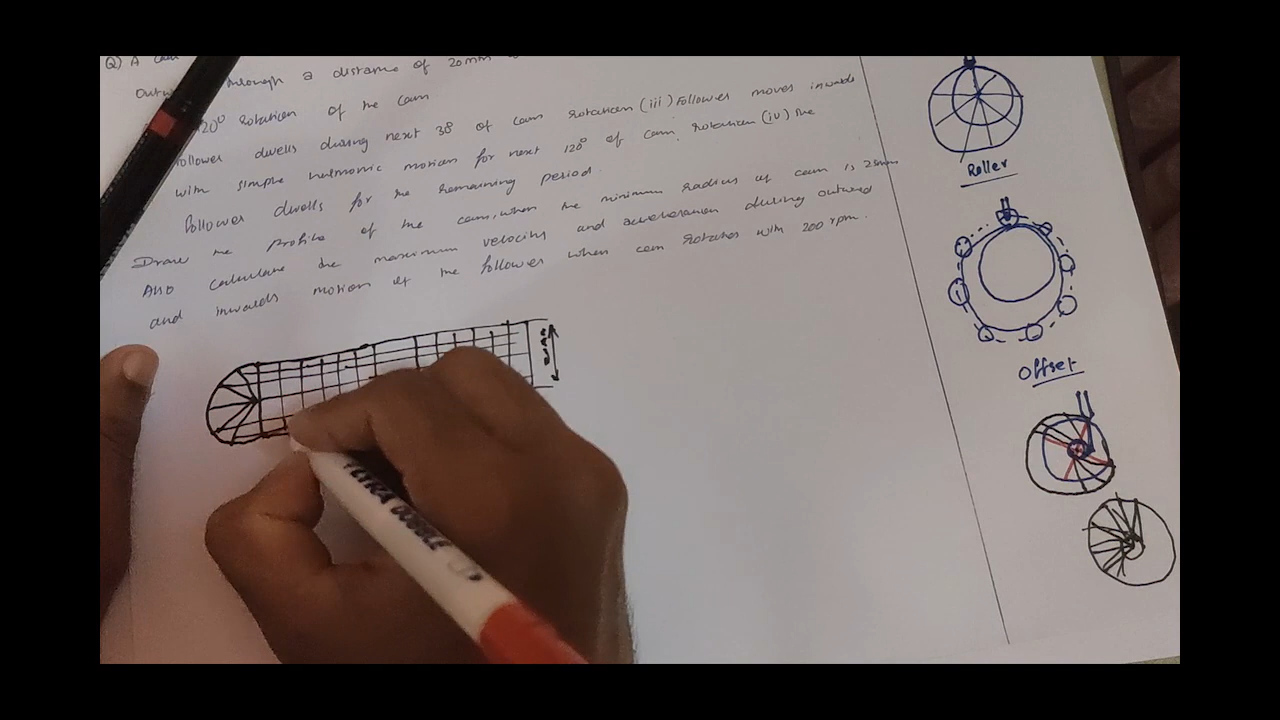 Q) A cam
through a distance of 20mm
120° rotation of the cam
follower dwells during next 30° of cam rotation (iii) Follower moves inwards
with simple harmonic motion for next 120° of cam rotation (iv) The
follower dwells for the remaining period.
Draw the profile of the cam, when the minimum radius of cam is 25mm
Also calculate the maximum velocity and acceleration during outward
and inwards motion of the follower when cam rotates with 200 rpm.
Roller
Offset